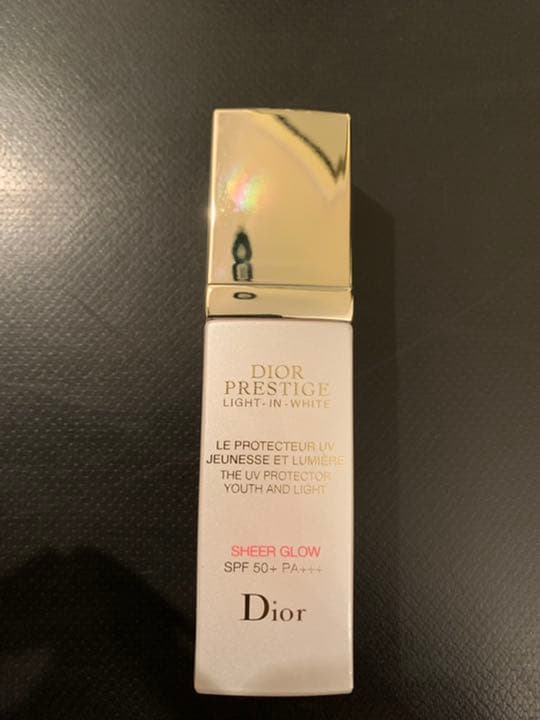 DIOR
PRESTIGE
LIGHT-IN-WHITE
LE PROTECTEUR UV
JEUNESSE ET LUMIÈRE
THE UV PROTECTOR
YOUTH AND LIGHT
SHEER GLOW
SPF 50+ PA+++
Dior